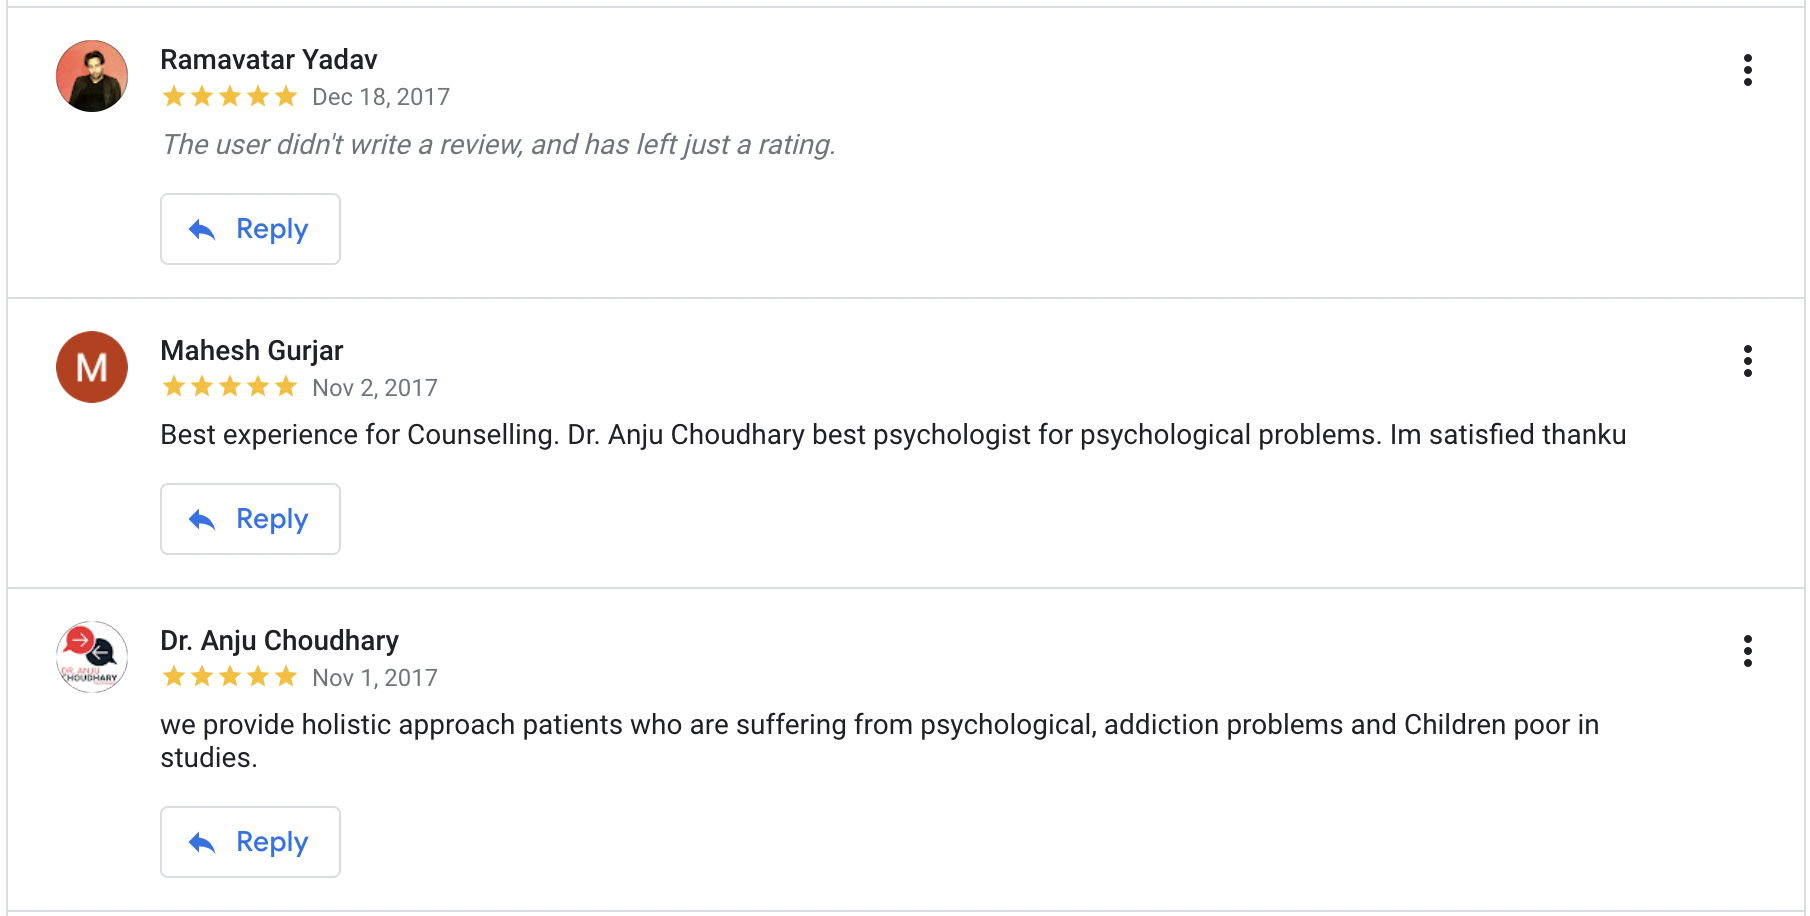 Ramavatar Yadav
Dec 18, 2017
The user didn't write a review, and has left just a rating.
Reply
M
Mahesh Gurjar
Nov 2, 2017
Best experience for Counselling. Dr. Anju Choudhary best psychologist for psychological problems. Im satisfied thanku
Reply
DR. ANJU
CHOUDHARY
Dr. Anju Choudhary
Nov 1, 2017
we provide holistic approach patients who are suffering from psychological, addiction problems and Children poor in
studies.
Reply